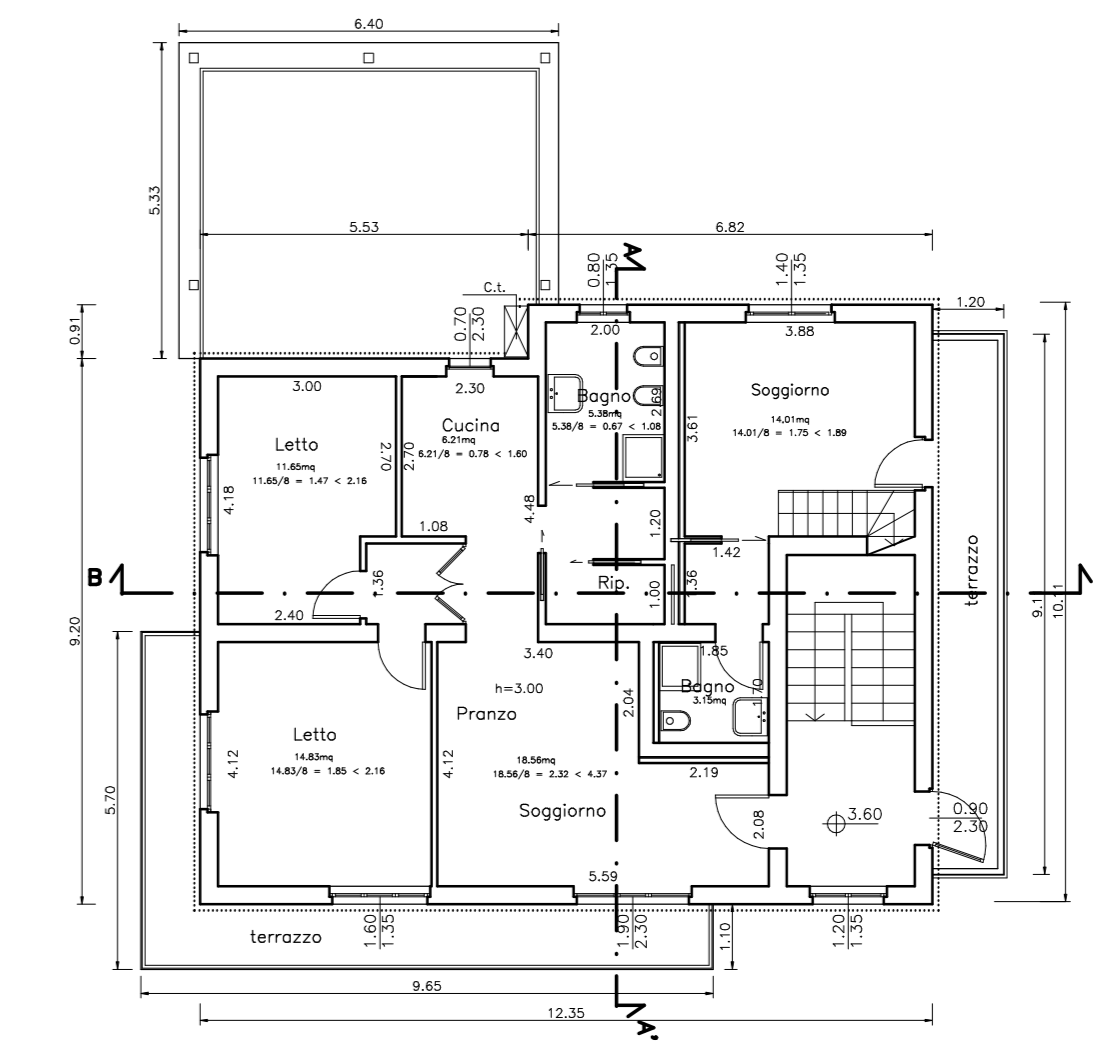 6.40
5.33
5.53
6.82
C.t.
0.70
2.30
0.80
1.35
A
1.40
1.35
1.20
0.91
9.20
3.00
Letto
11.65mq
11.65/8 = 1.47 < 2.16
2.70
4.18
2.40
2.30
Cucina
6.21mq
6.21/8 = 0.78 < 1.60
2.70
1.08
4.48
1.36
2.00
Bagno
5.38mq
5.38/8 = 0.67 < 1.08
2.69
1.20
Rip.
1.00
3.88
Soggiorno
14.01mq
14.01/8 = 1.75 < 1.89
3.61
1.42
1.36
terrazzo
9.1
10.11
B
3.40
h=3.00
Pranzo
18.56mq
18.56/8 = 2.32 < 4.37
Soggiorno
4.12
2.04
5.59
1.85
Bagno
3.15mq
1.70
2.19
2.08
3.60
0.90
2.30
Letto
14.83mq
14.83/8 = 1.85 < 2.16
4.12
5.70
terrazzo
1.60
1.35
1.90
2.30
1.10
1.20
1.35
9.65
12.35
A'